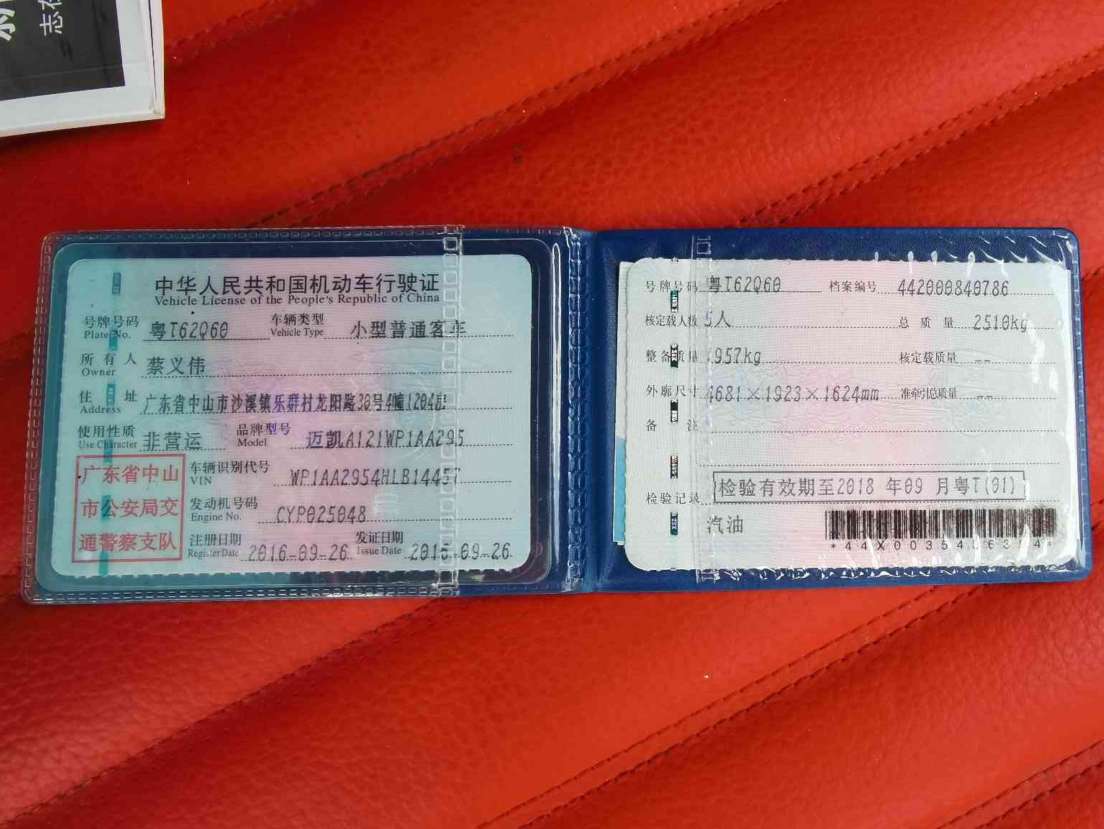 志在
中华人民共和国机动车行驶证
Vehicle License of the People's Republic of China
号牌号码 Plate No. 粤T62Q60 车辆类型 Vehicle Type 小型普通客车
所有人 Owner 蔡义伟
住址 Address 广东省中山市沙溪镇乐群村龙阳路38号4幢1204房
使用性质 Use Character 非营运 品牌型号 Model 迈凯A121WP1AA295
广东省中山
市公安局交
通警察支队
车辆识别代号 VIN WP1AA2954HLB14457
发动机号码 Engine No. CYP025048
注册日期 Register Date 2016-09-26 发证日期 Issue Date 2016-09-26
号牌号码 粤T62Q60 档案编号 442000840786
核定载人数 5人 总质量 2510kg
整备质量 1957kg 核定载质量 --
外廓尺寸 4681×1923×1624mm 准牵引总质量 --
备注
检验记录 检验有效期至2018年09月粤T(01)
汽油